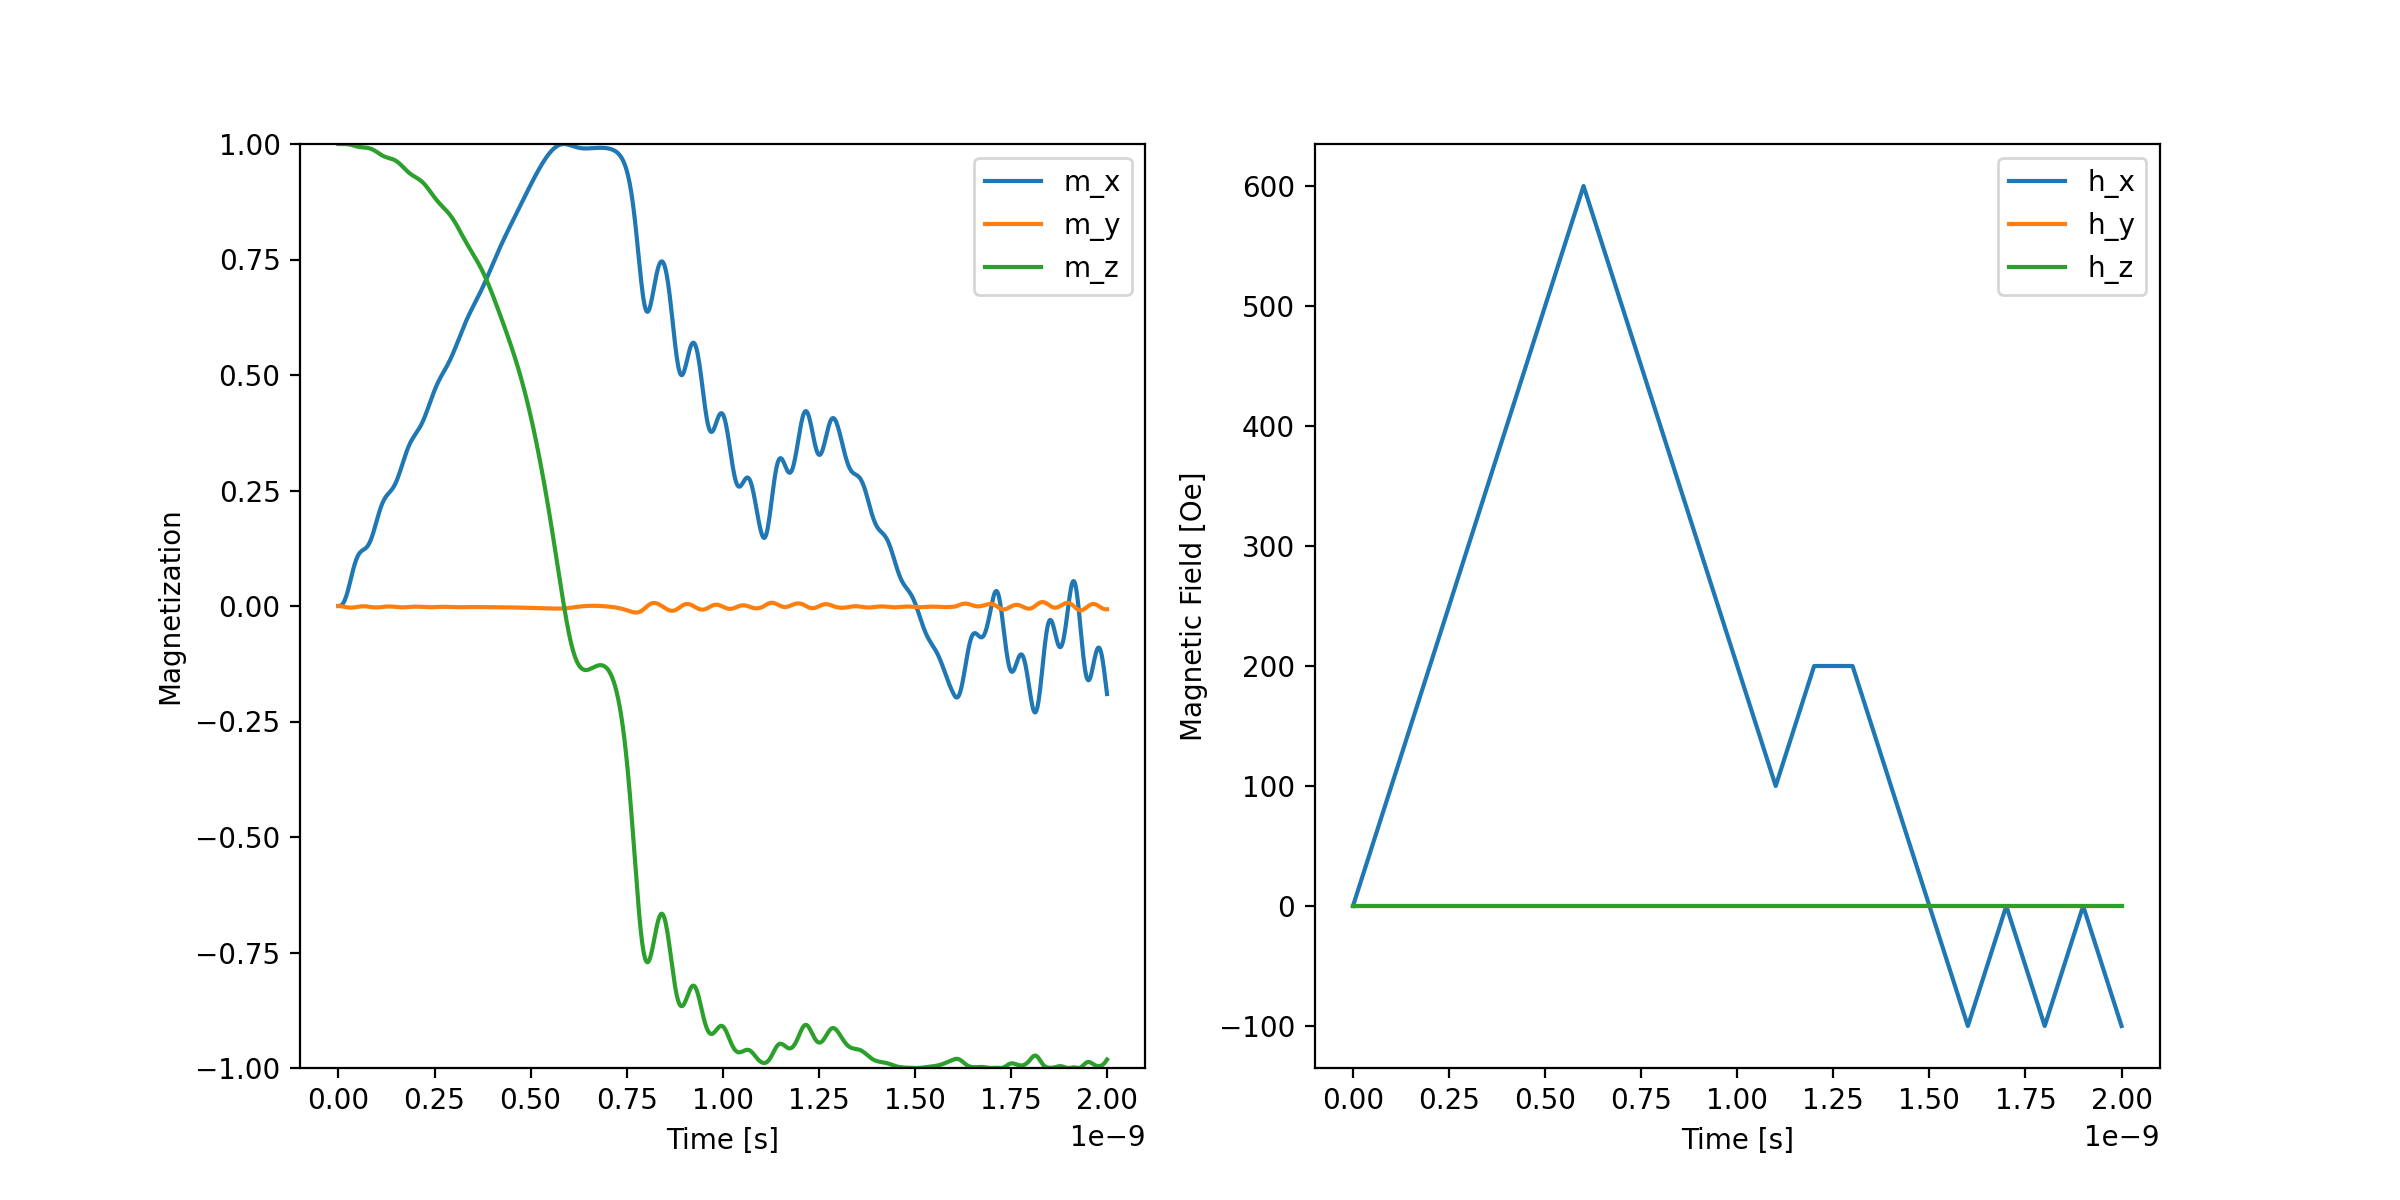 Magnetization
1.00
0.75
0.50
0.25
0.00
−0.25
−0.50
−0.75
−1.00
m_x
m_y
m_z
0.00 0.25 0.50 0.75 1.00 1.25 1.50 1.75 2.00
Time [s]
1e−9
Magnetic Field [Oe]
600
500
400
300
200
100
0
−100
h_x
h_y
h_z
0.00 0.25 0.50 0.75 1.00 1.25 1.50 1.75 2.00
Time [s]
1e−9